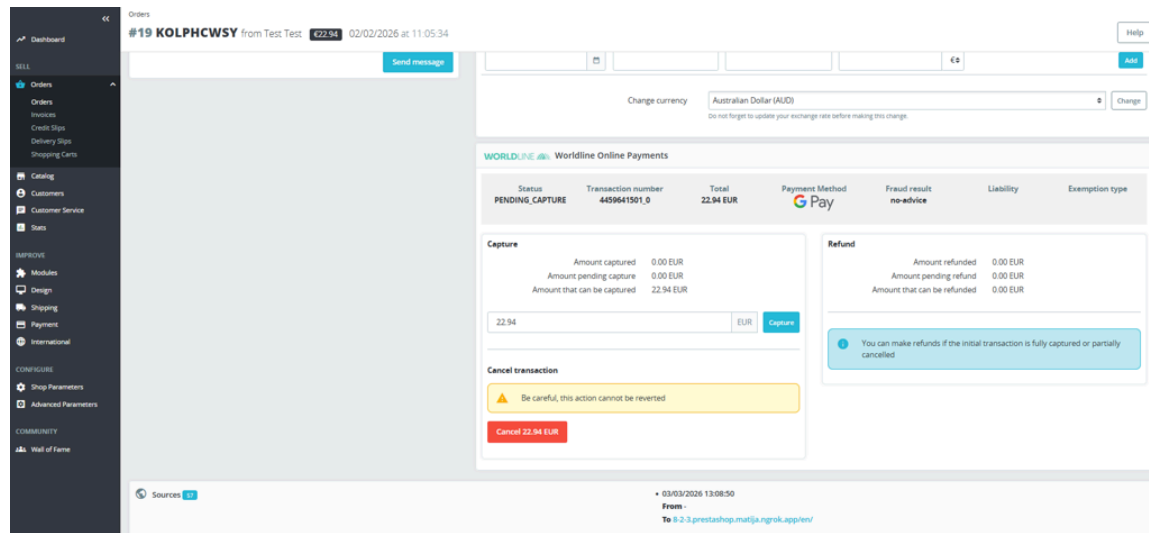 Orders
#19 KOLPHCWSY from Test Test €22.94 02/02/2026 at 11:05:34
Help
Dashboard
SELL
Orders
Orders
Invoices
Credit Slips
Delivery Slips
Shopping Carts
Catalog
Customers
Customer Service
Stats
IMPROVE
Modules
Design
Shipping
Payment
International
CONFIGURE
Shop Parameters
Advanced Parameters
COMMUNITY
Wall of Fame
Send message
€
Add
Change currency
Australian Dollar (AUD)
Change
Do not forget to update your exchange rate before making this change.
WORLDLINE Worldline Online Payments
Status Transaction number Total Payment Method Fraud result Liability Exemption type
PENDING_CAPTURE 4459641501_0 22.94 EUR G Pay no-advice
Capture
Amount captured 0.00 EUR
Amount pending capture 0.00 EUR
Amount that can be captured 22.94 EUR
22.94 EUR Capture
Cancel transaction
Be careful, this action cannot be reverted
Cancel 22.94 EUR
Refund
Amount refunded 0.00 EUR
Amount pending refund 0.00 EUR
Amount that can be refunded 0.00 EUR
You can make refunds if the initial transaction is fully captured or partially
cancelled
Sources 57
• 03/03/2026 13:08:50
From -
To 8-2-3.prestashop.matija.ngrok.app/en/